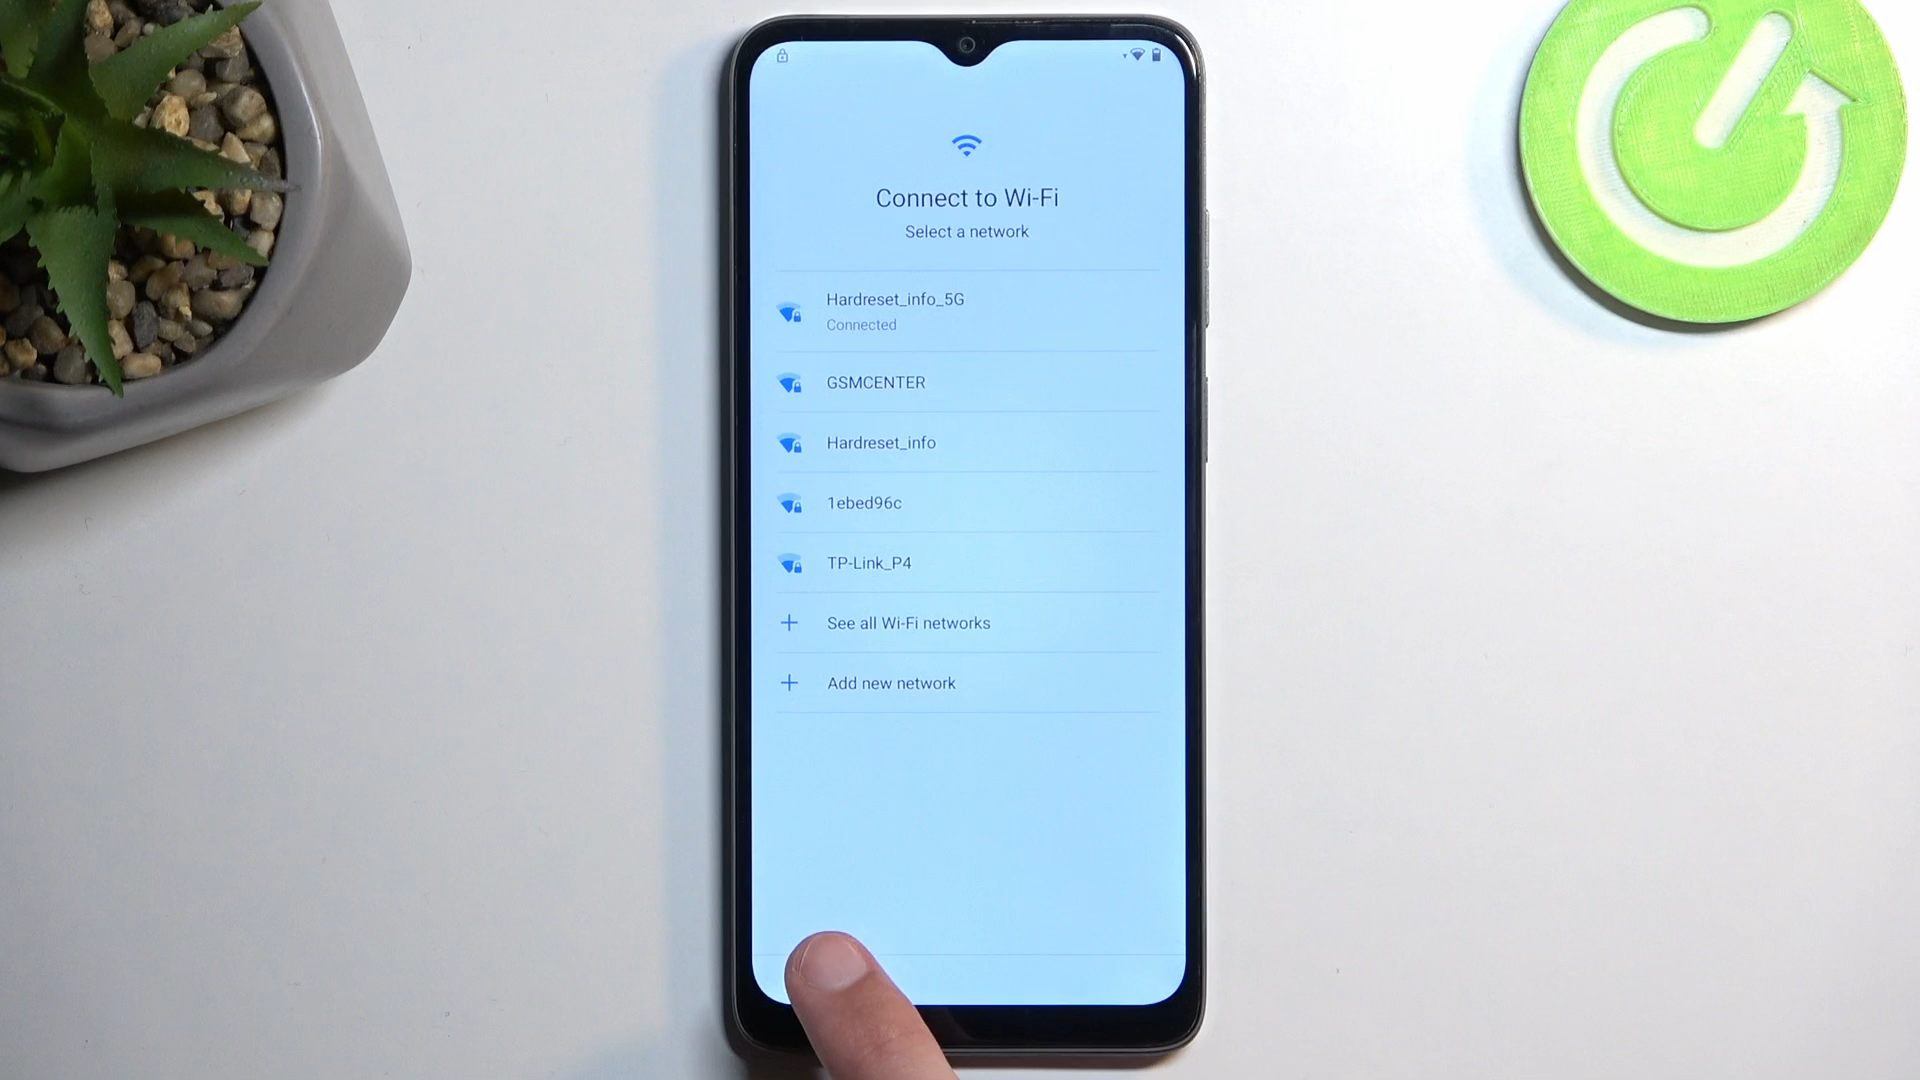 Connect to Wi-Fi
Select a network
Hardreset_info_5G
Connected
GSMCENTER
Hardreset_info
1ebed96c
TP-Link_P4
See all Wi-Fi networks
Add new network